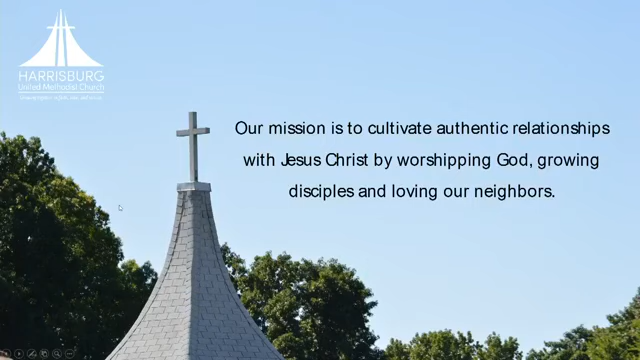 HARRISBURG
United Methodist Church
Our mission is to cultivate authentic relationships
with Jesus Christ by worshipping God, growing
disciples and loving our neighbors.